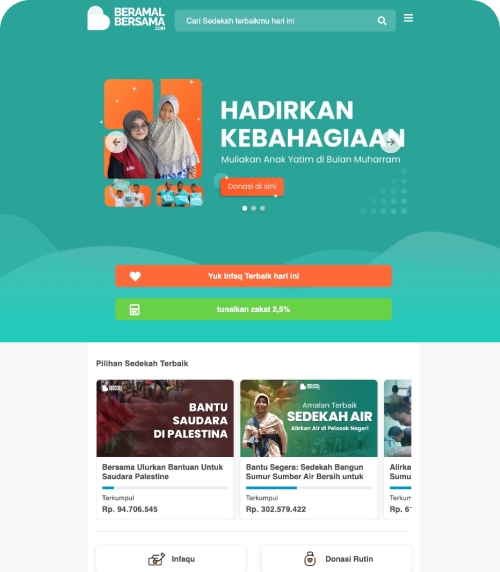 BERAMAL
BERSAMA
.COM
Cari Sedekah terbaikmu hari ini
HADIRKAN
KEBAHAGIAAN
Muliakan Anak Yatim di Bulan Muharram
Donasi di sini
Yuk Infaq Terbaik hari ini
tunaikan zakat 2,5%
Pilihan Sedekah Terbaik
BANTU
SAUDARA
DI PALESTINA
Bersama Ulurkan Bantuan Untuk
Saudara Palestine
Terkumpul
Rp. 94.706.545
Amalan Terbaik
SEDEKAH AIR
Alirkan Air di Pelosok Negeri
Bantu Segera: Sedekah Bangun
Sumur Sumber Air Bersih untuk
Terkumpul
Rp. 302.579.422
Alirka
Sumur
Terkum
Rp. 6
Infaqu
Donasi Rutin